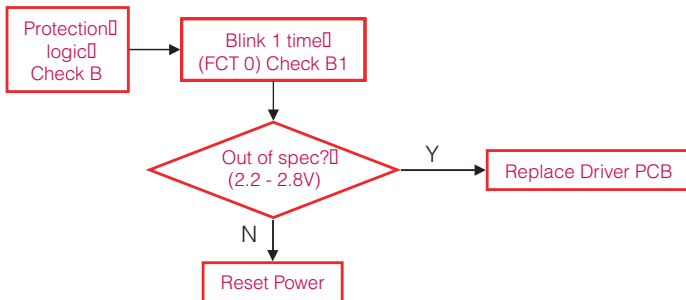 Protection
logic
Check B
Blink 1 time
(FCT 0) Check B1
Out of spec?
(2.2 - 2.8V)
Y
Replace Driver PCB
N
Reset Power